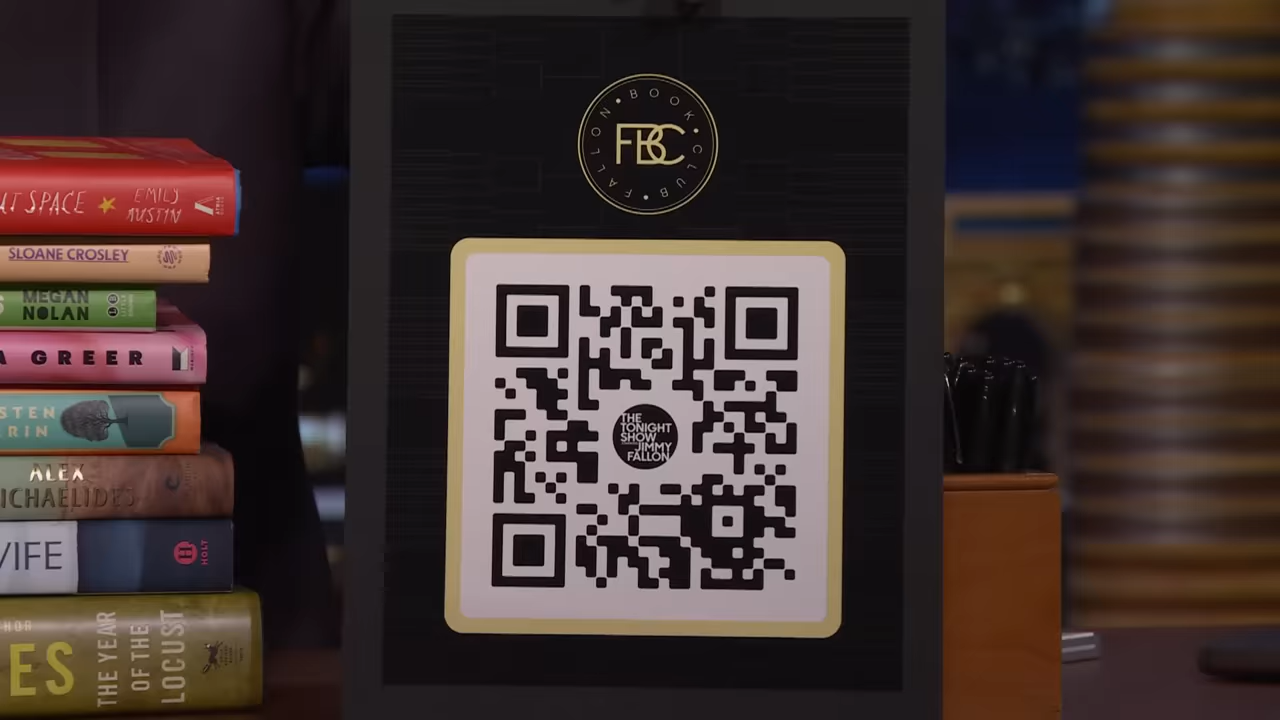 FALLON • BOOK • CLUB •
FBC
THE
TONIGHT
SHOW
JIMMY
FALLON
SPACE ★ EMILY
AUSTIN
SLOANE CROSLEY
MEGAN
NOLAN
A GREER
ALEX
HOLT
THE YEAR
OF THE
LOCUST